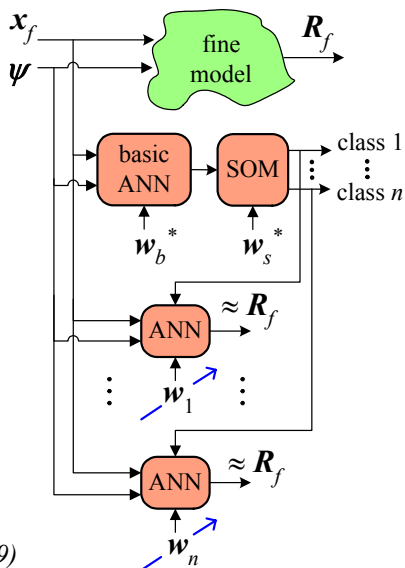 x_f
ψ
fine
model
R_f
basic
ANN
SOM
class 1
⋮ ⋮
class n
w_b^*
w_s^*
ANN
≈ R_f
w_1
⋮ ⋮
ANN
≈ R_f
w_n
9)